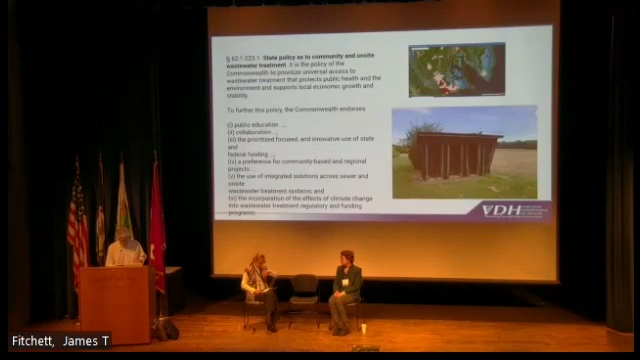 § 62.1-223.1. State policy as to community and onsite
wastewater treatment. It is the policy of the
Commonwealth to prioritize universal access to
wastewater treatment that protects public health and the
environment and supports local economic growth and
stability.
To further this policy, the Commonwealth endorses
(i) public education ...;
(ii) collaboration ...;
(iii) the prioritized, focused, and innovative use of state
and
federal funding ...;
(iv) a preference for community-based and regional
projects ...;
(v) the use of integrated solutions across sewer and
onsite
wastewater treatment systems; and
(vi) the incorporation of the effects of climate change
into wastewater treatment regulatory and funding
programs.
VDH
Fitchett, James T